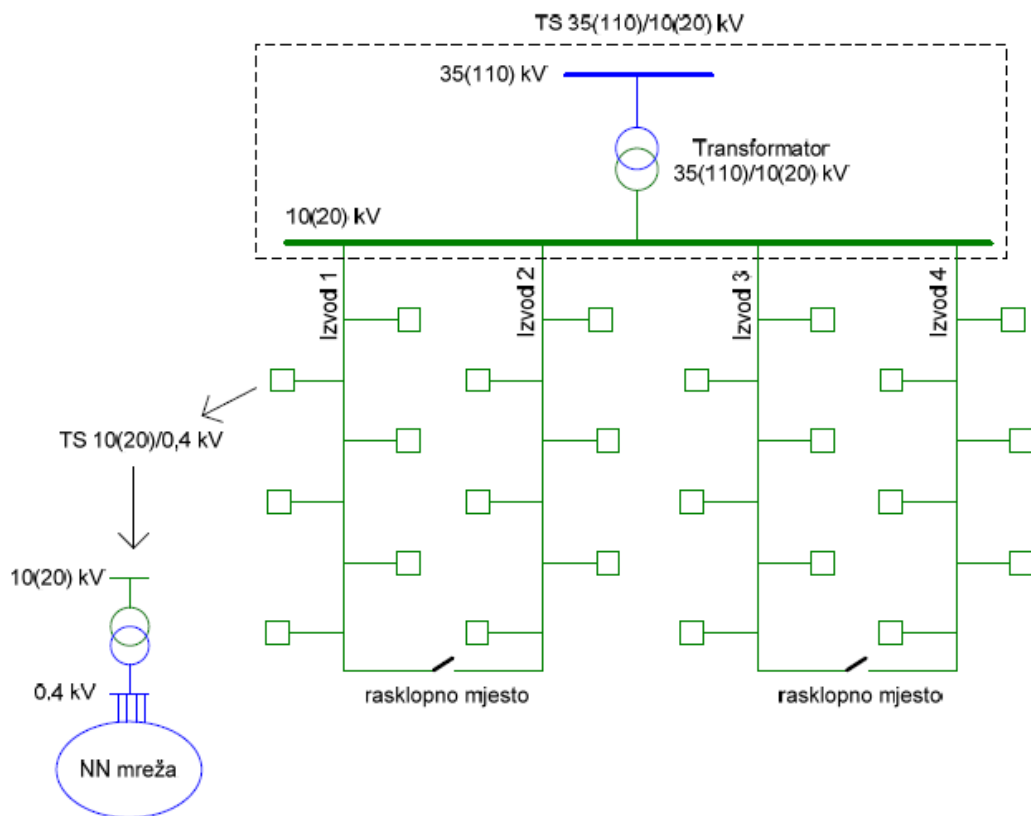 TS 35(110)/10(20) kV
35(110) kV
Transformator
35(110)/10(20) kV
10(20) kV
Izvod 1
Izvod 2
Izvod 3
Izvod 4
TS 10(20)/0,4 kV
10(20) kV
0,4 kV
NN mreža
rasklopno mjesto
rasklopno mjesto